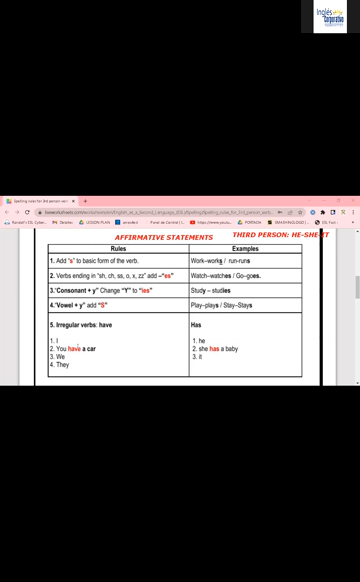 Inglés
Corporativo
Spelling rules for 3rd person verb
AFFIRMATIVE STATEMENTS
THIRD PERSON: HE-SHE-IT
Rules Examples
1. Add "s" to basic form of the verb. Work–works / run-runs
2. Verbs ending in "sh, ch, ss, o, x, zz" add –"es" Watch–watches / Go–goes.
3."Consonant + y" Change "Y" to "ies" Study – studies
4."Vowel + y" add "S" Play–plays / Stay–Stays
5. Irregular verbs: have Has
1. I 1. he
2. You have a car 2. she has a baby
3. We 3. it
4. They